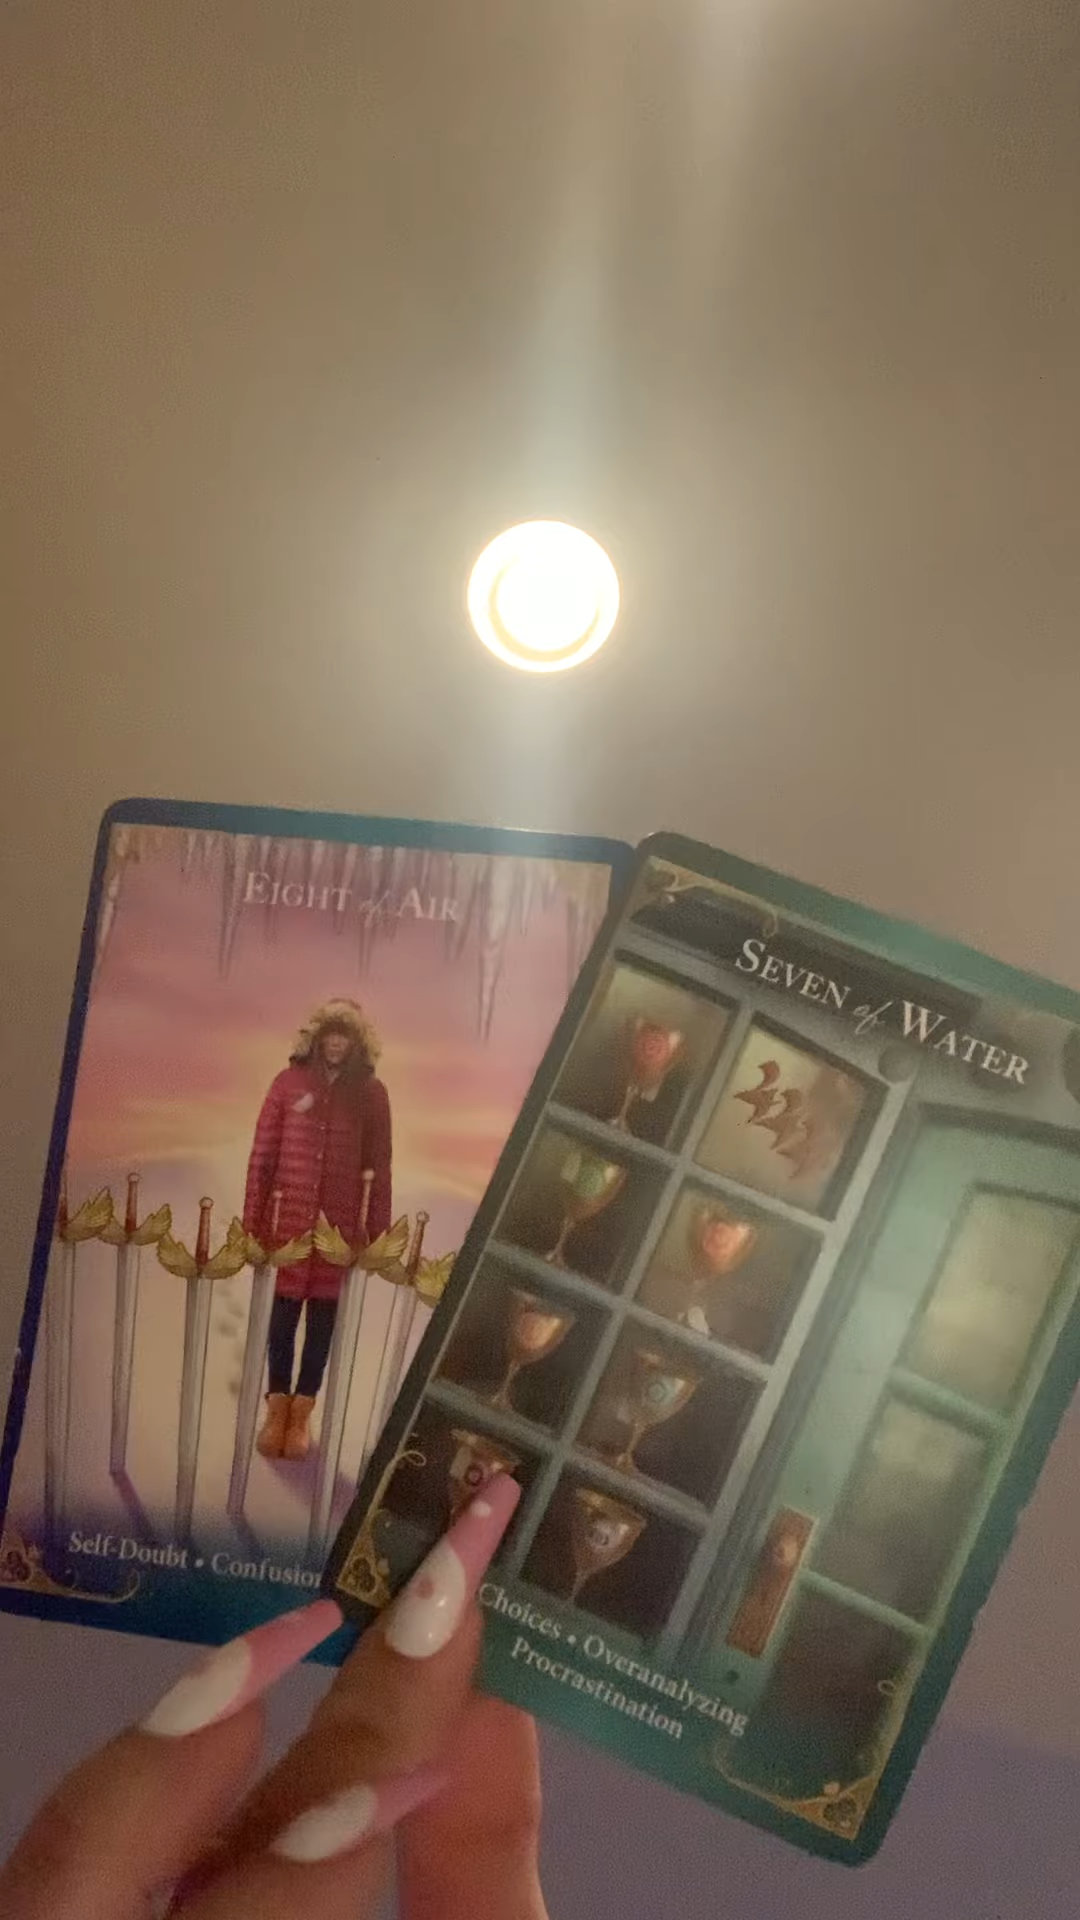 EIGHT of AIR
Self-Doubt • Confusion
SEVEN of WATER
Choices • Overanalyzing
Procrastination